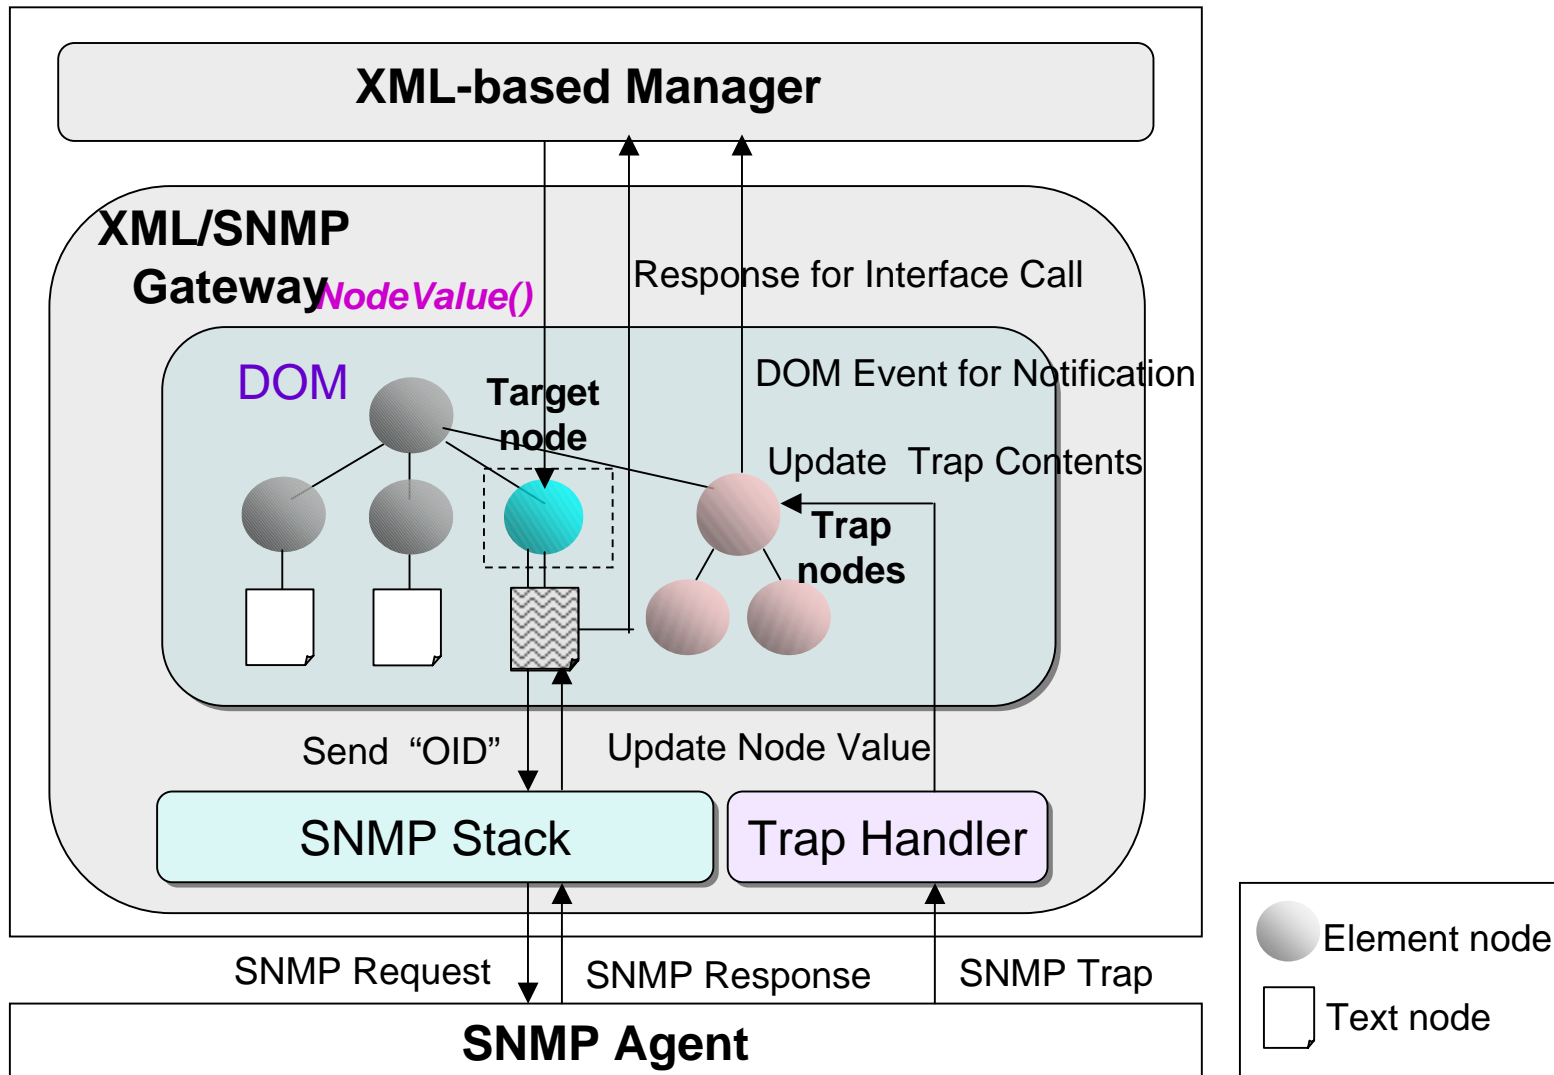 XML-based Manager
XML/SNMP
Gateway
NodeValue()
Response for Interface Call
DOM
Target
node
DOM Event for Notification
Update Trap Contents
Trap
nodes
Send “OID”
Update Node Value
SNMP Stack
Trap Handler
SNMP Request
SNMP Response
SNMP Trap
SNMP Agent
Element node
Text node